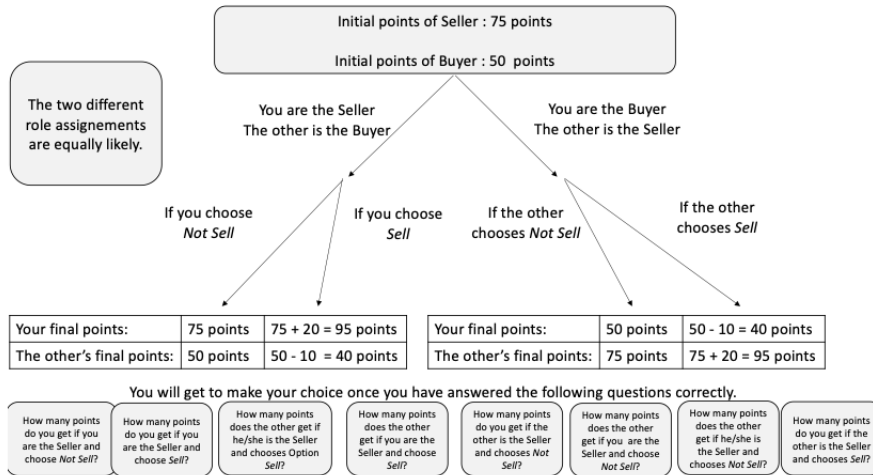 Initial points of Seller : 75 points
Initial points of Buyer : 50 points
The two different
role assignements
are equally likely.
You are the Seller
The other is the Buyer
You are the Buyer
The other is the Seller
If you choose
Not Sell
If you choose
Sell
If the other
chooses Not Sell
If the other
chooses Sell
Your final points: 75 points 75 + 20 = 95 points
The other's final points: 50 points 50 - 10 = 40 points
Your final points: 50 points 50 - 10 = 40 points
The other's final points: 75 points 75 + 20 = 95 points
You will get to make your choice once you have answered the following questions correctly.
How many points
do you get if you
are the Seller and
choose Not Sell?
How many points
do you get if you
are the Seller and
choose Sell?
How many points
does the other get if
he/she is the Seller
and chooses Option
Sell?
How many points
does the other
get if you are the
Seller and choose
Sell?
How many points
do you get if the
other is the Seller
and chooses Not
Sell?
How many points
does the other
get if you are the
Seller and choose
Not Sell?
How many points
does the other
get if he/she is
the Seller and
chooses Not Sell?
How many points
do you get if the
other is the Seller
and chooses Sell?